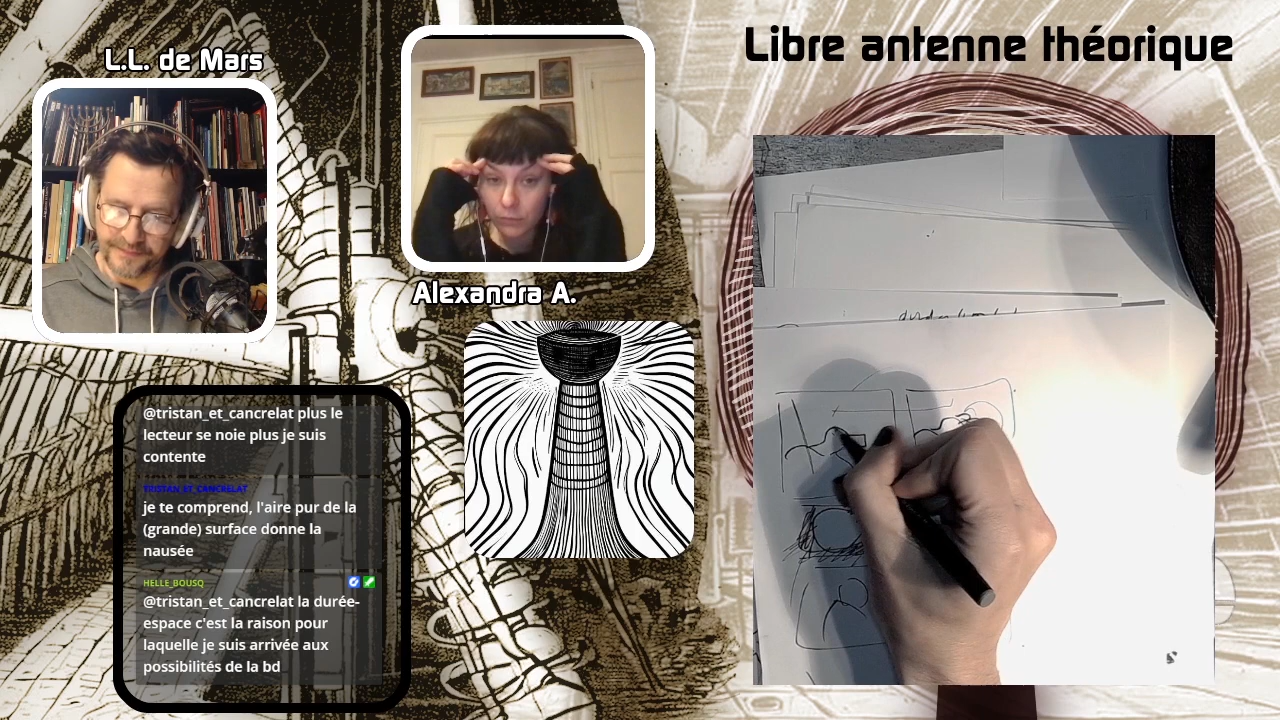 L.L. de Mars
Libre antenne théorique
Alexandra A.
@tristan_et_cancrelat plus le
lecteur se noie plus je suis
contente
TRISTAN_ET_CANCRELAT
je te comprend, l'aire pur de la
(grande) surface donne la
nausée
HELLE_BOUSQ
@tristan_et_cancrelat la durée-
espace c'est la raison pour
laquelle je suis arrivée aux
possibilités de la bd